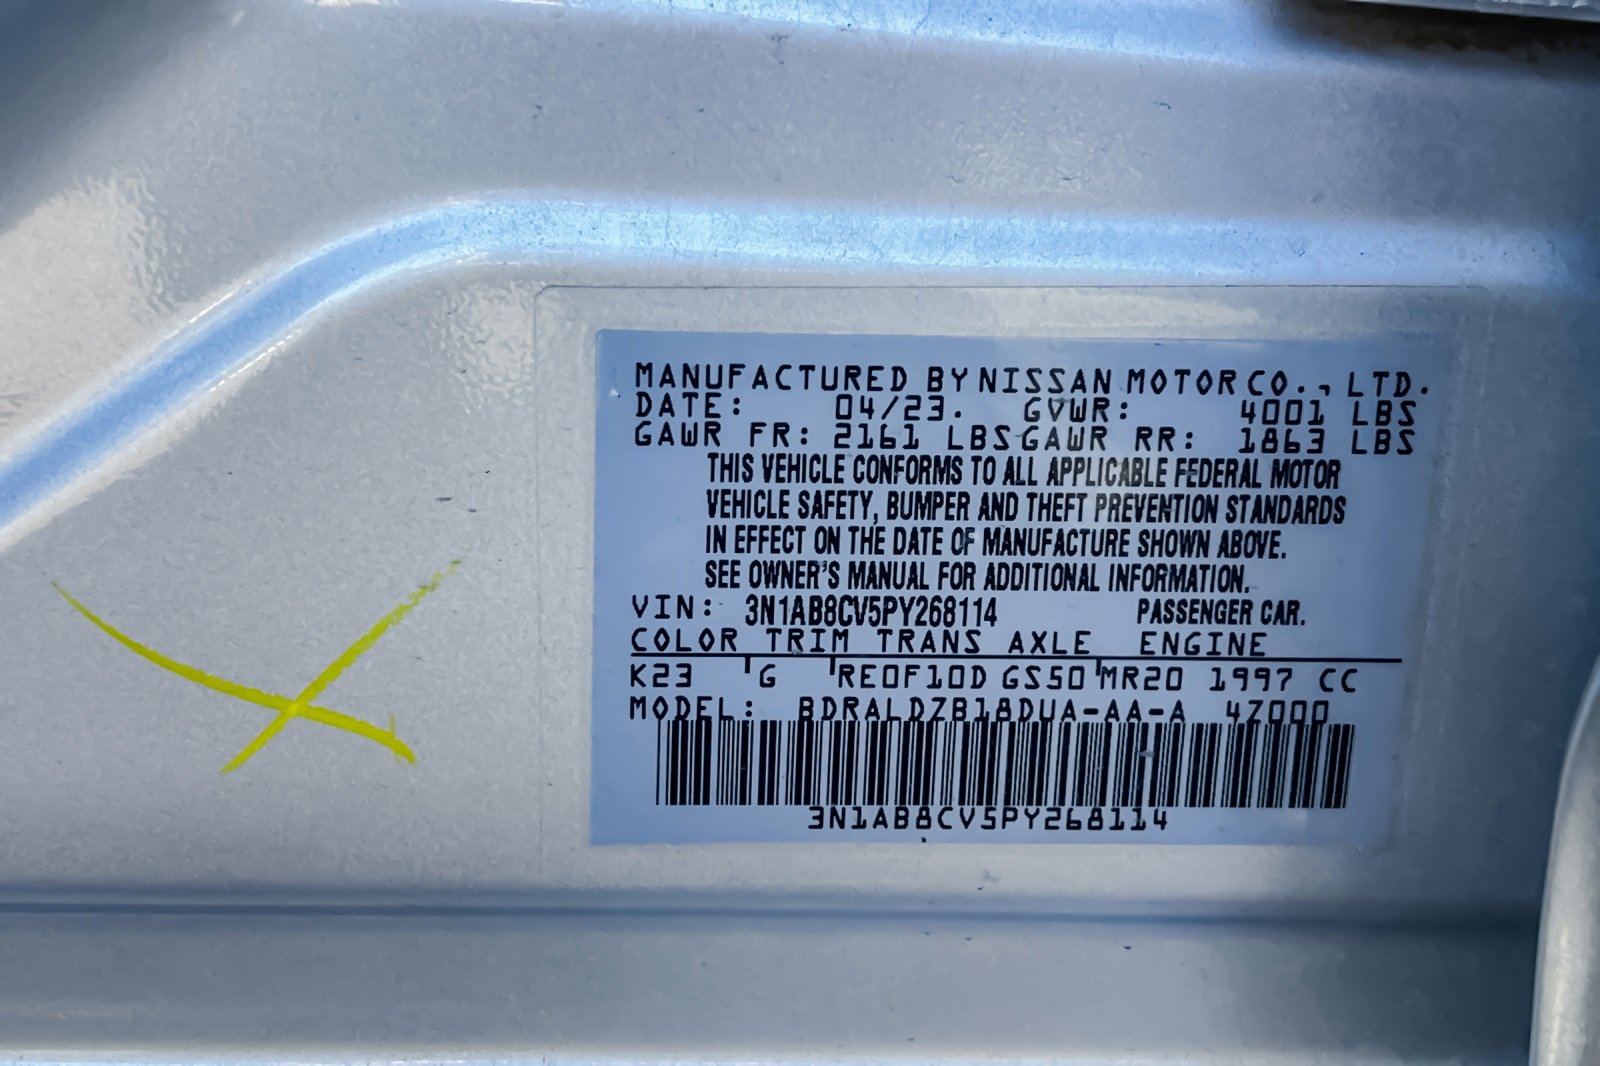 MANUFACTURED BY NISSAN MOTOR CO., LTD.
DATE: 04/23. GVWR: 4001 LBS
GAWR FR: 2161 LBS GAWR RR: 1863 LBS
THIS VEHICLE CONFORMS TO ALL APPLICABLE FEDERAL MOTOR
VEHICLE SAFETY, BUMPER AND THEFT PREVENTION STANDARDS
IN EFFECT ON THE DATE OF MANUFACTURE SHOWN ABOVE.
SEE OWNER'S MANUAL FOR ADDITIONAL INFORMATION.
VIN: 3N1AB8CV5PY268114 PASSENGER CAR.
COLOR TRIM TRANS AXLE ENGINE
K23 G RE0F10D GS50 MR20 1997 CC
MODEL: BDRALDZB18DUA-AA-A 4Z000
3N1AB8CV5PY268114